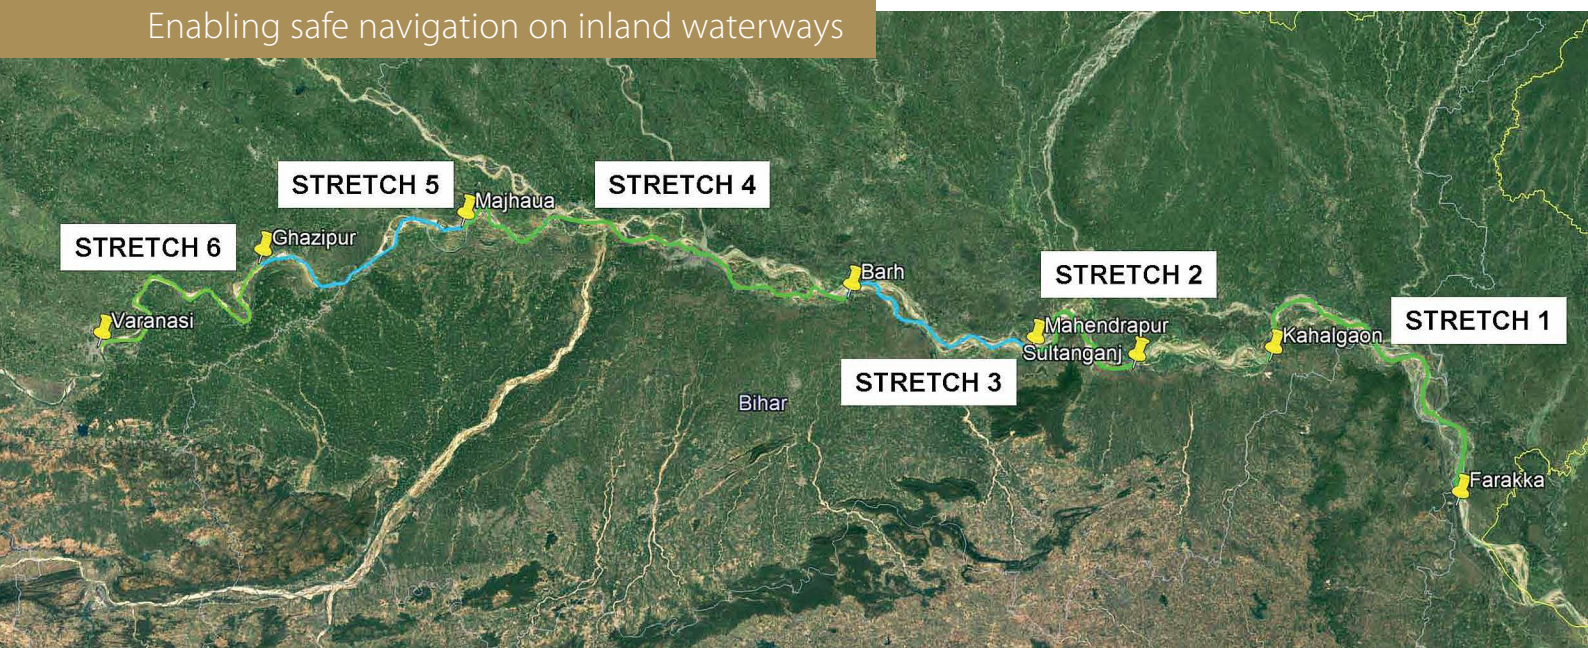 Enabling safe navigation on inland waterways
STRETCH 5
STRETCH 4
Majhaua
STRETCH 6
Ghazipur
Barh
STRETCH 2
Varanasi
Mahendrapur
STRETCH 1
Kahalgaon
Sultanganj
STRETCH 3
Bihar
Farakka